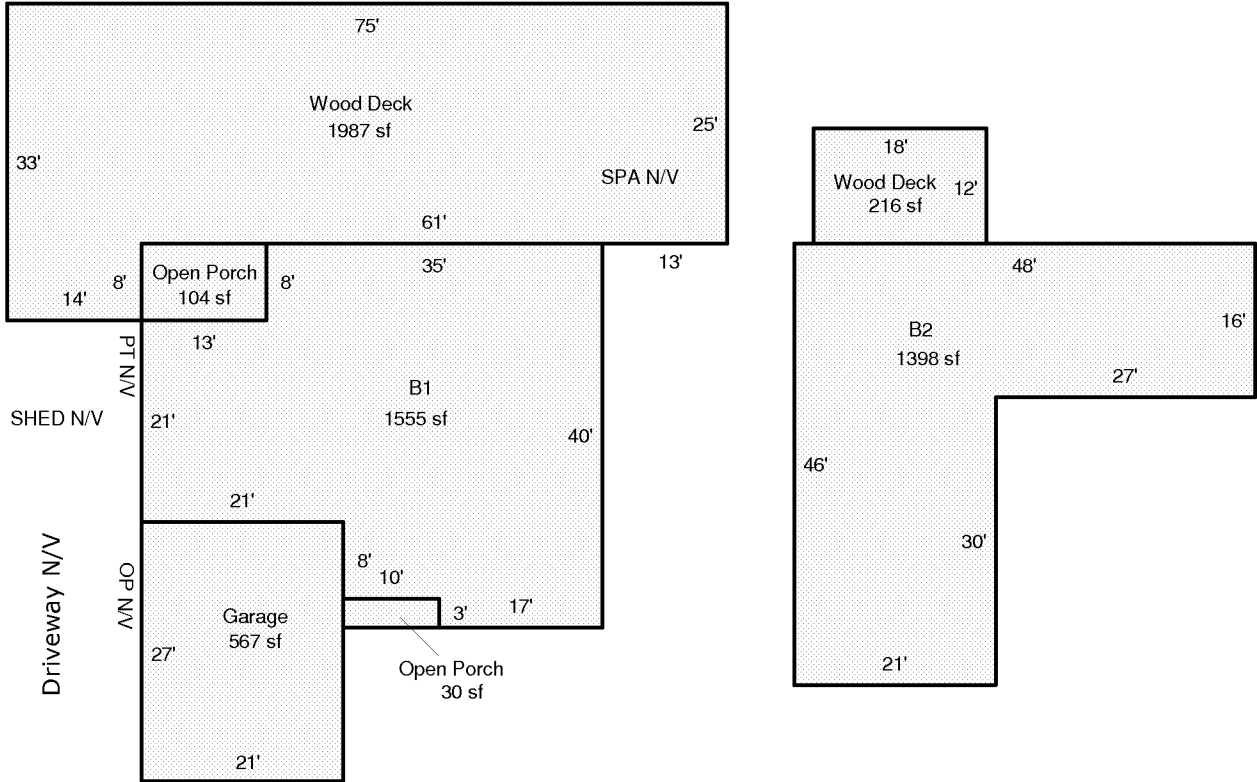 75'
Wood Deck
1987 sf
25'
33'
SPA N/V
61'
35'
13'
8'
Open Porch
104 sf
8'
14'
13'
PT N/V
SHED N/V
21'
B1
1555 sf
40'
21'
Driveway N/V
OP N/V
8'
10'
3'
17'
Garage
567 sf
27'
Open Porch
30 sf
21'
18'
Wood Deck
216 sf
12'
48'
16'
B2
1398 sf
27'
46'
30'
21'